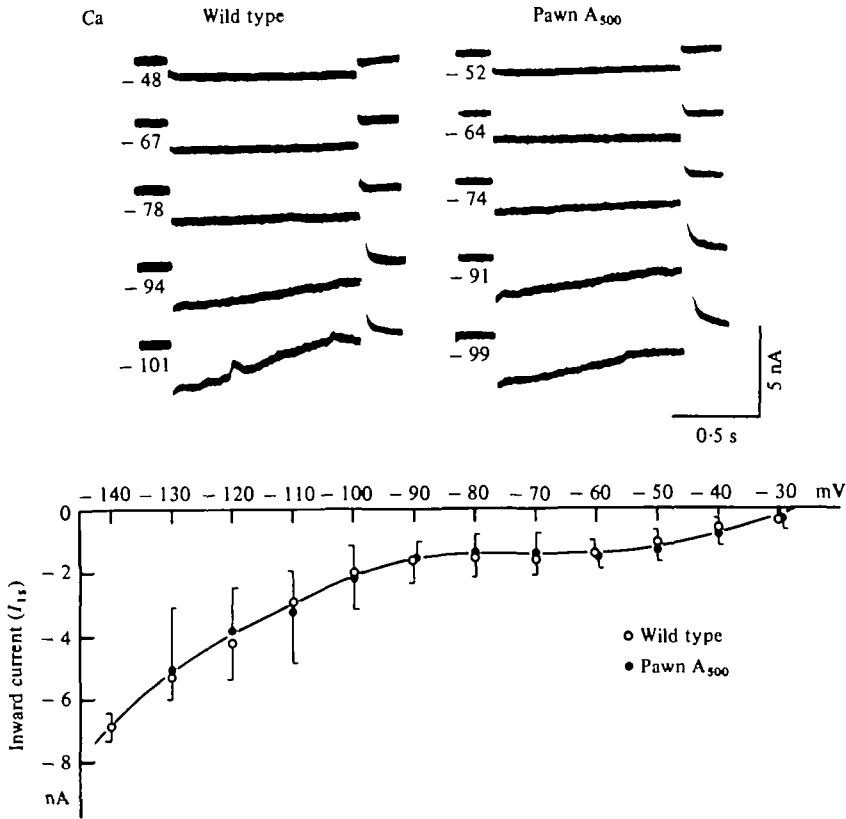 Ca Wild type Pawn A₅₀₀
− 48 − 52
− 67 − 64
− 78 − 74
− 94 − 91
− 101 − 99
5 nA
0·5 s
− 140 − 130 − 120 − 110 − 100 − 90 − 80 − 70 − 60 − 50 − 40 − 30 mV
0
− 2
− 4
− 6
− 8
nA
Inward current (I₁ₛ)
Wild type
Pawn A₅₀₀